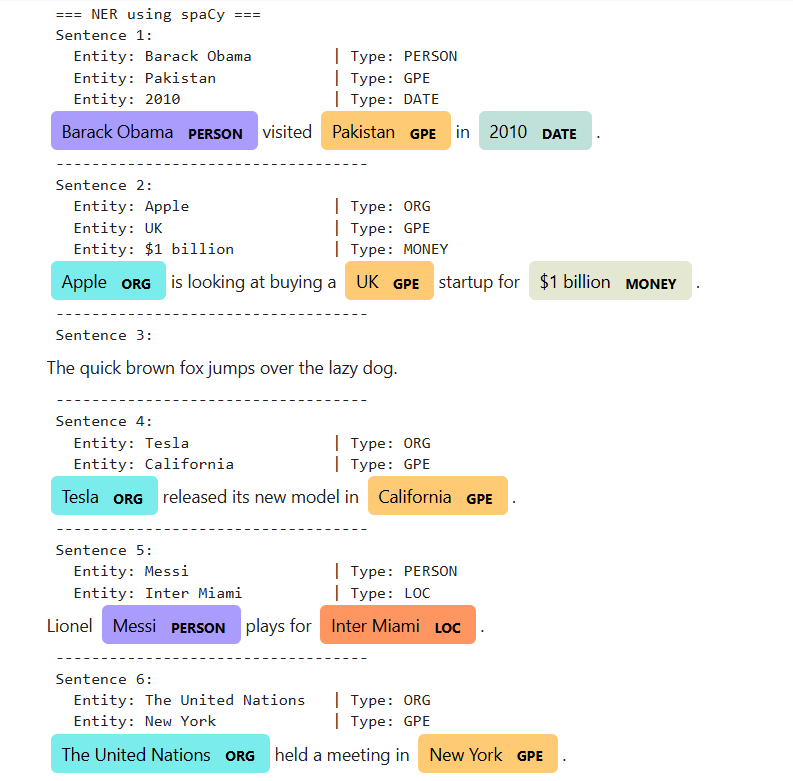 === NER using spaCy ===
Sentence 1:
Entity: Barack Obama | Type: PERSON
Entity: Pakistan | Type: GPE
Entity: 2010 | Type: DATE
Barack Obama PERSON visited Pakistan GPE in 2010 DATE .
-----------------------------------
Sentence 2:
Entity: Apple | Type: ORG
Entity: UK | Type: GPE
Entity: $1 billion | Type: MONEY
Apple ORG is looking at buying a UK GPE startup for $1 billion MONEY .
-----------------------------------
Sentence 3:
The quick brown fox jumps over the lazy dog.
-----------------------------------
Sentence 4:
Entity: Tesla | Type: ORG
Entity: California | Type: GPE
Tesla ORG released its new model in California GPE .
-----------------------------------
Sentence 5:
Entity: Messi | Type: PERSON
Entity: Inter Miami | Type: LOC
Lionel Messi PERSON plays for Inter Miami LOC .
-----------------------------------
Sentence 6:
Entity: The United Nations | Type: ORG
Entity: New York | Type: GPE
The United Nations ORG held a meeting in New York GPE .